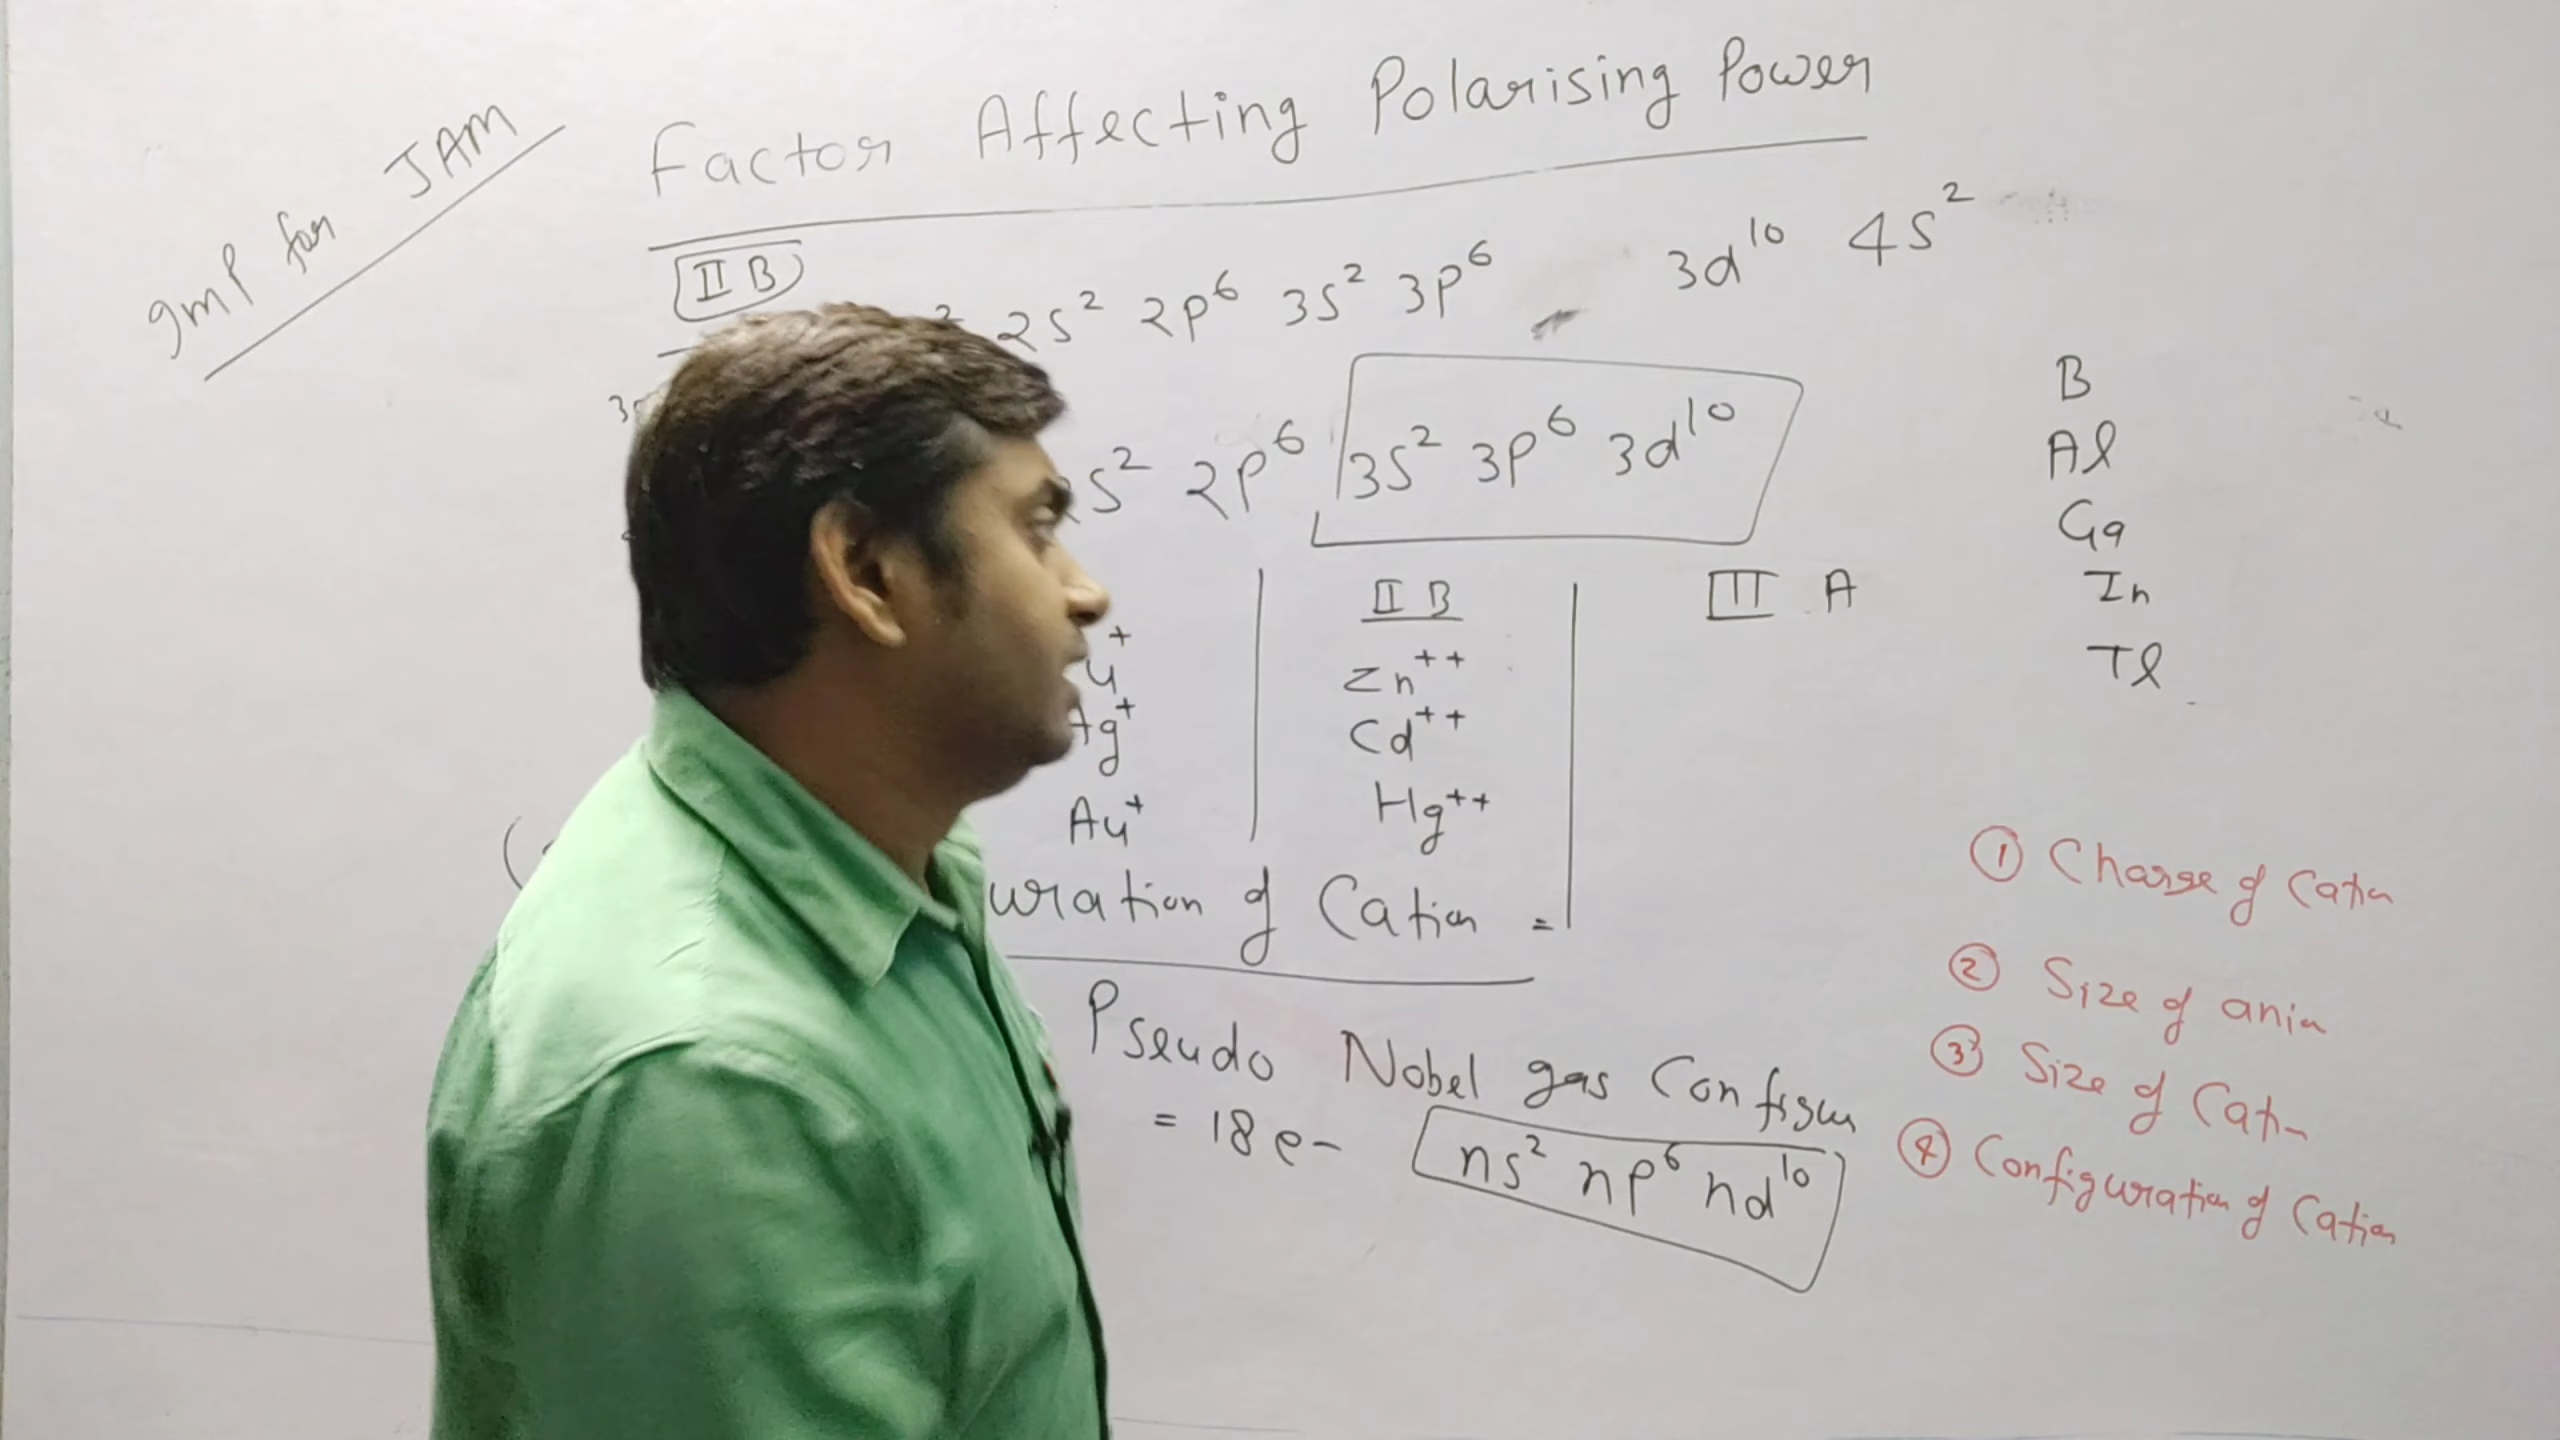 Imp for JAM
Factor Affecting Polarising Power
II B
2s² 2p⁶ 3s² 3p⁶ 3d¹⁰ 4s²
s² 2p⁶ 3s² 3p⁶ 3d¹⁰
B
Al
Ga
In
Tl
u⁺
Ag⁺
Au⁺
II B
Zn⁺⁺
Cd⁺⁺
Hg⁺⁺
III A
uration of Cation =
Pseudo Nobel gas Configu
= 18 e- ns² np⁶ nd¹⁰
① Charge of Cation
② Size of anion
③ Size of Cation
④ Configuration of Cation